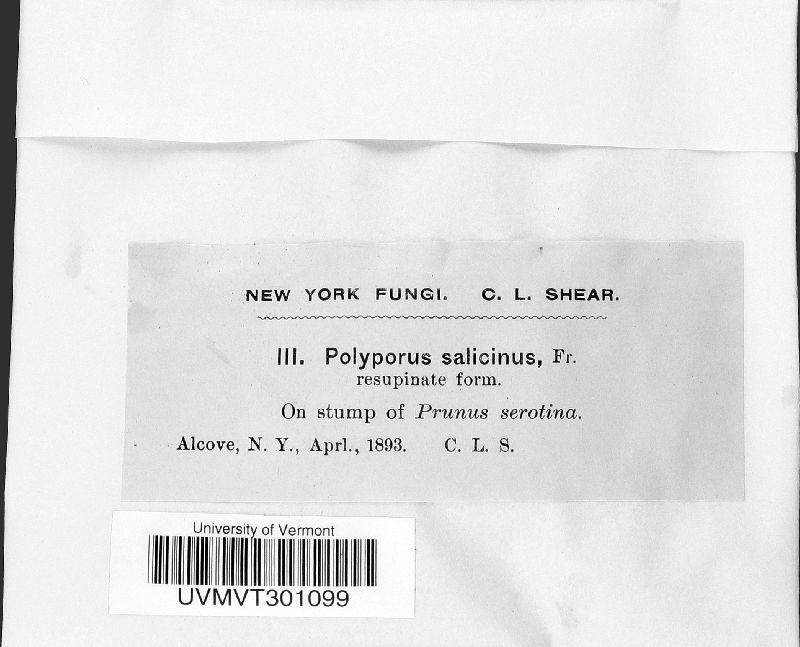 NEW YORK FUNGI. C. L. SHEAR.
III. Polyporus salicinus, Fr.
resupinate form.
On stump of Prunus serotina.
Alcove, N. Y., Aprl., 1893. C. L. S.
University of Vermont
UVMVT301099